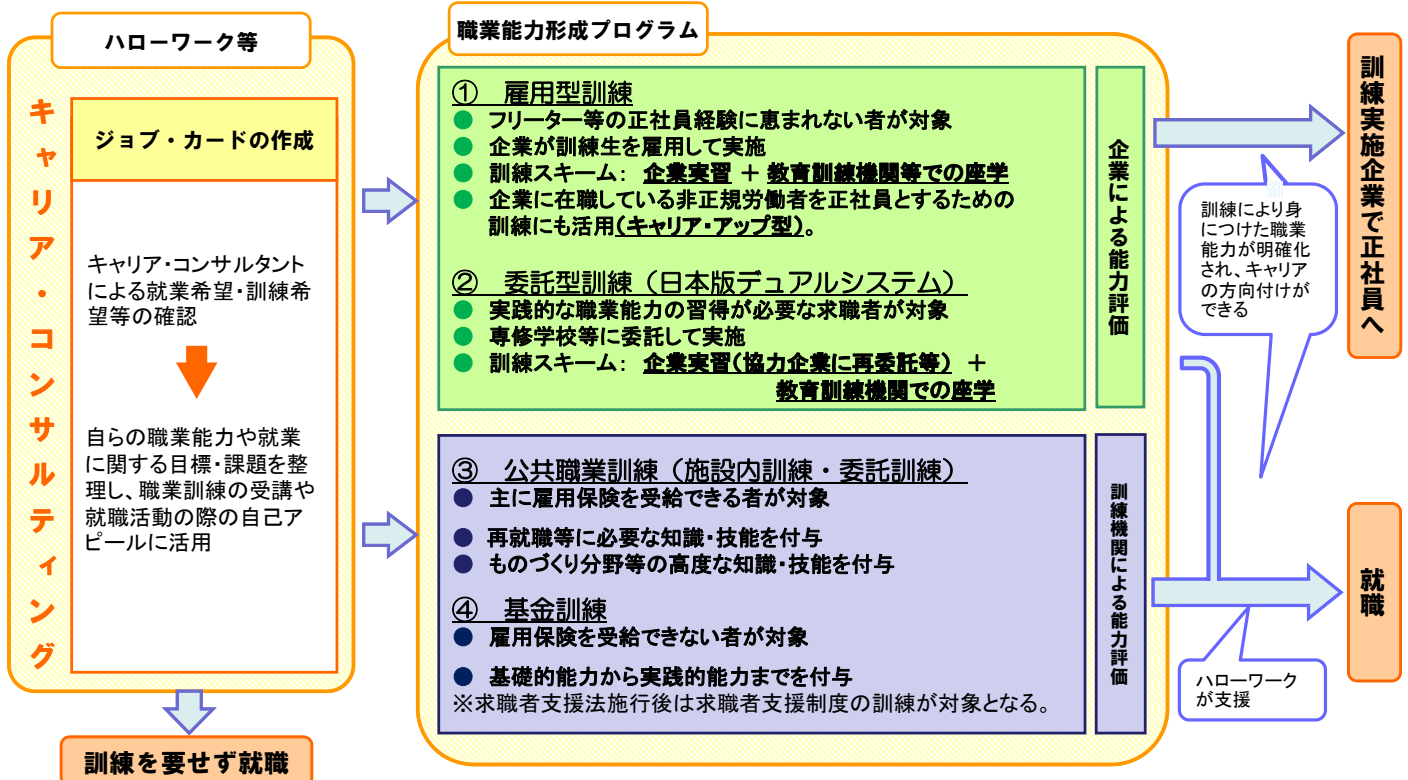 ハローワーク等
キャリア・コンサルティング
ジョブ・カードの作成
キャリア・コンサルタント
による就業希望・訓練希
望等の確認
自らの職業能力や就業
に関する目標・課題を整
理し、職業訓練の受講や
就職活動の際の自己ア
ピールに活用
訓練を要せず就職
職業能力形成プログラム
① 雇用型訓練
● フリーター等の正社員経験に恵まれない者が対象
● 企業が訓練生を雇用して実施
● 訓練スキーム: 企業実習 + 教育訓練機関等での座学
● 企業に在職している非正規労働者を正社員とするための
訓練にも活用(キャリア・アップ型)。
② 委託型訓練(日本版デュアルシステム)
● 実践的な職業能力の習得が必要な求職者が対象
● 専修学校等に委託して実施
● 訓練スキーム: 企業実習(協力企業に再委託等) +
教育訓練機関での座学
企業による能力評価
③ 公共職業訓練(施設内訓練・委託訓練)
● 主に雇用保険を受給できる者が対象
● 再就職等に必要な知識・技能を付与
● ものづくり分野等の高度な知識・技能を付与
④ 基金訓練
● 雇用保険を受給できない者が対象
● 基礎的能力から実践的能力までを付与
※求職者支援法施行後は求職者支援制度の訓練が対象となる。
訓練機関による能力評価
訓練により身
につけた職業
能力が明確化
され、キャリア
の方向付けが
できる
訓練実施企業で正社員へ
ハローワーク
が支援
就職